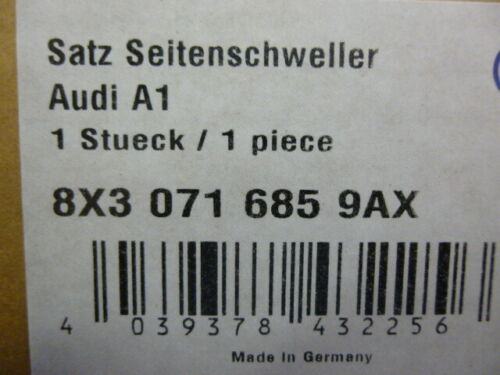 Satz Seitenschweller
Audi A1
1 Stueck / 1 piece
8X3 071 685 9AX
4 039378 432256
Made in Germany